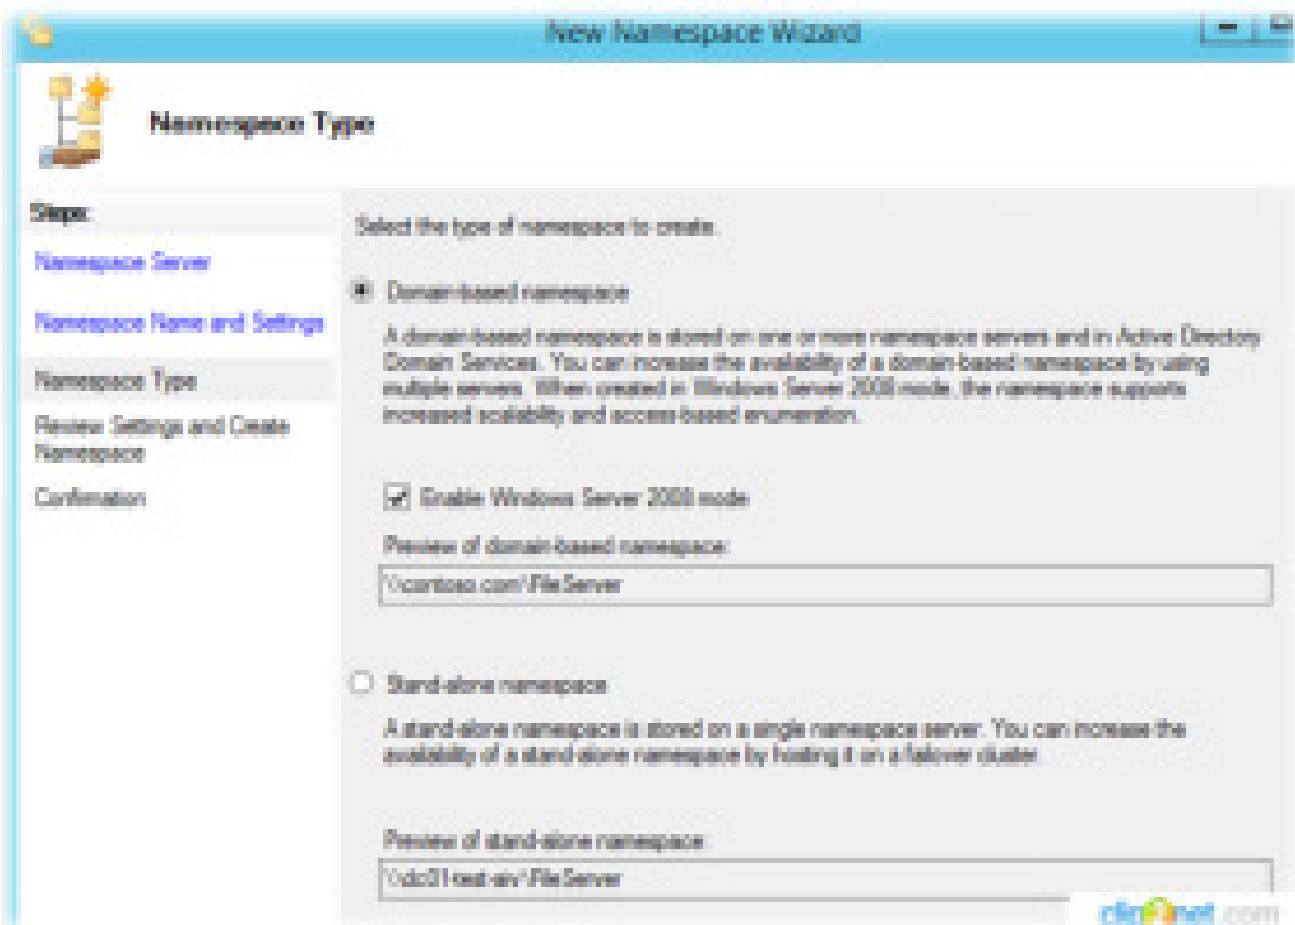 New Namespace Wizard
Namespace Type
Steps:
Namespace Server
Namespace Name and Settings
Namespace Type
Review Settings and Create
Namespace
Confirmation
Select the type of namespace to create.
Domain-based namespace
A domain-based namespace is stored on one or more namespace servers and in Active Directory
Domain Services. You can increase the availability of a domain-based namespace by using
multiple servers. When created in Windows Server 2008 mode, the namespace supports
increased scalability and access-based enumeration.
Enable Windows Server 2008 mode
Preview of domain-based namespace:
\\contoso.com\FileServer
Stand-alone namespace
A stand-alone namespace is stored on a single namespace server. You can increase the
availability of a stand-alone namespace by hosting it on a failover cluster.
Preview of stand-alone namespace:
\FileServer
.com